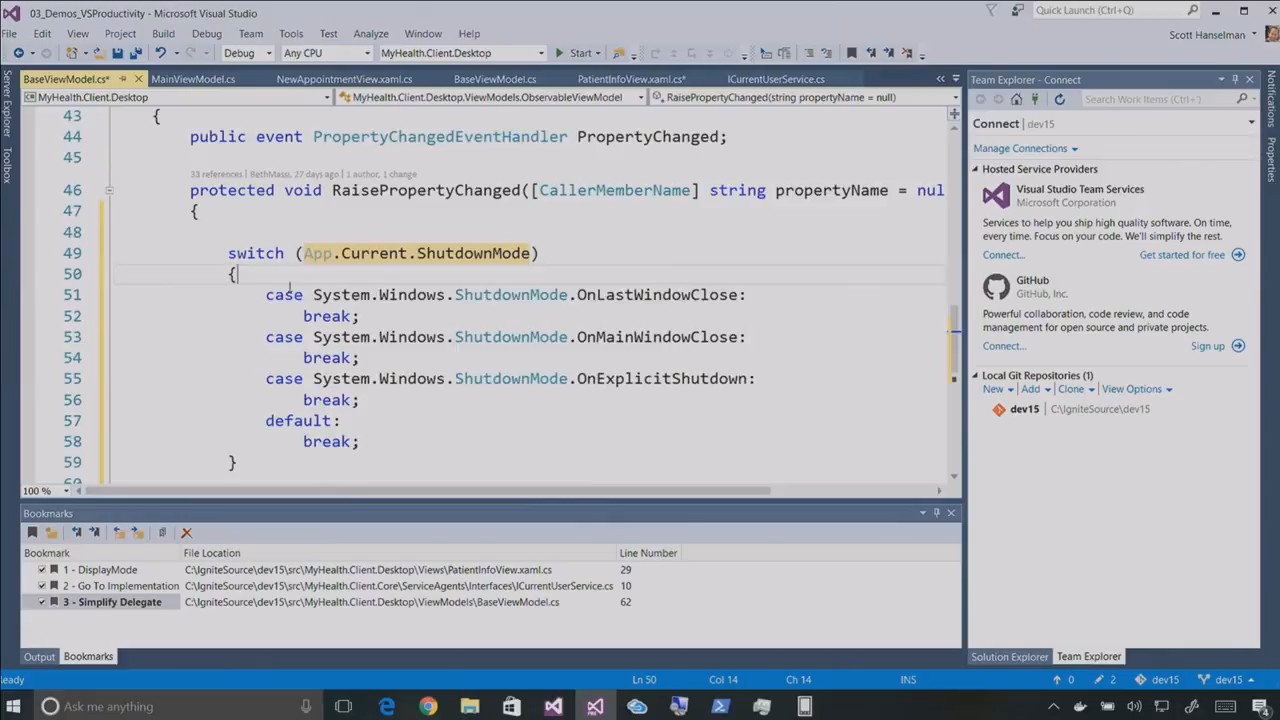 03_Demos_VSProductivity - Microsoft Visual Studio
Quick Launch (Ctrl+Q)
File Edit View Project Build Debug Team Tools Test Analyze Window Help
Scott Hanselman
Debug Any CPU MyHealth.Client.Desktop Start
BaseViewModel.cs* MainViewModel.cs NewAppointmentView.xaml.cs BaseViewModel.cs PatientInfoView.xaml.cs* ICurrentUserService.cs
MyHealth.Client.Desktop MyHealth.Client.Desktop.ViewModels.ObservableViewModel RaisePropertyChanged(string propertyName = null)
43 {
44 public event PropertyChangedEventHandler PropertyChanged;
45
33 references | BethMassi, 27 days ago | 1 author, 1 change
46 protected void RaisePropertyChanged([CallerMemberName] string propertyName = nul
47 {
48
49 switch (App.Current.ShutdownMode)
50 {
51 case System.Windows.ShutdownMode.OnLastWindowClose:
52 break;
53 case System.Windows.ShutdownMode.OnMainWindowClose:
54 break;
55 case System.Windows.ShutdownMode.OnExplicitShutdown:
56 break;
57 default:
58 break;
59 }
60
100 %
Server Explorer
Toolbox
Bookmarks
Bookmark File Location Line Number
1 - DisplayMode C:\IgniteSource\dev15\src\MyHealth.Client.Desktop\Views\PatientInfoView.xaml.cs 29
2 - Go To Implementation C:\IgniteSource\dev15\src\MyHealth.Client.Core\ServiceAgents\Interfaces\ICurrentUserService.cs 10
3 - Simplify Delegate C:\IgniteSource\dev15\src\MyHealth.Client.Desktop\ViewModels\BaseViewModel.cs 62
Output Bookmarks
Team Explorer - Connect
Search Work Items (Ctrl+')
Connect | dev15
Manage Connections
Hosted Service Providers
Visual Studio Team Services
Microsoft Corporation
Services to help you ship high quality software. On time,
every time. Focus on your code. We'll simplify the rest.
Connect... Get started for free
GitHub
GitHub, Inc.
Powerful collaboration, code review, and code
management for open source and private projects.
Connect... Sign up
Local Git Repositories (1)
New Add Clone View Options
dev15 C:\IgniteSource\dev15
Solution Explorer Team Explorer
Notifications
Properties
eady Ln 50 Col 14 Ch 14 INS 0 2 dev15 dev15
Ask me anything
4